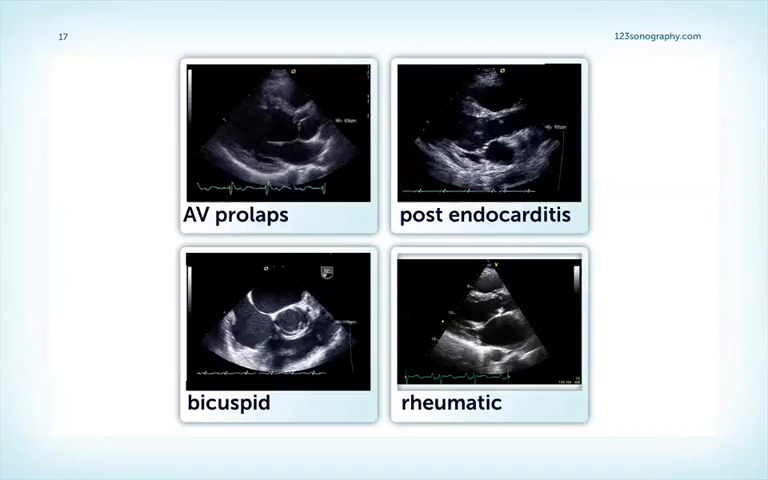 17
123sonography.com
AV prolaps
post endocarditis
bicuspid
rheumatic